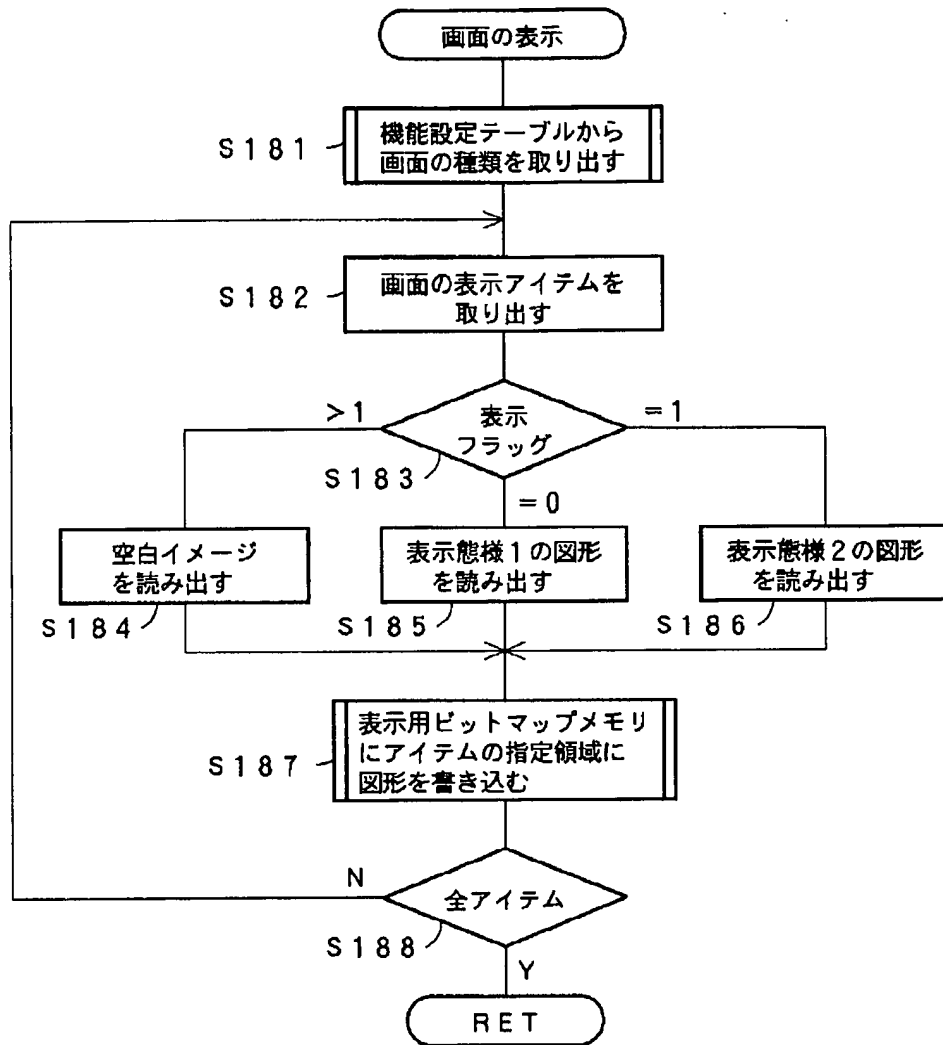 画面の表示
機能設定テーブルから
画面の種類を取り出す
S181
画面の表示アイテムを
取り出す
S182
>1
表示
フラッグ
=1
S183
=0
空白イメージ
を読み出す
S184
表示態様1の図形
を読み出す
S185
表示態様2の図形
を読み出す
S186
表示用ビットマップメモリ
にアイテムの指定領域に
図形を書き込む
S187
N
全アイテム
S188
Y
RET